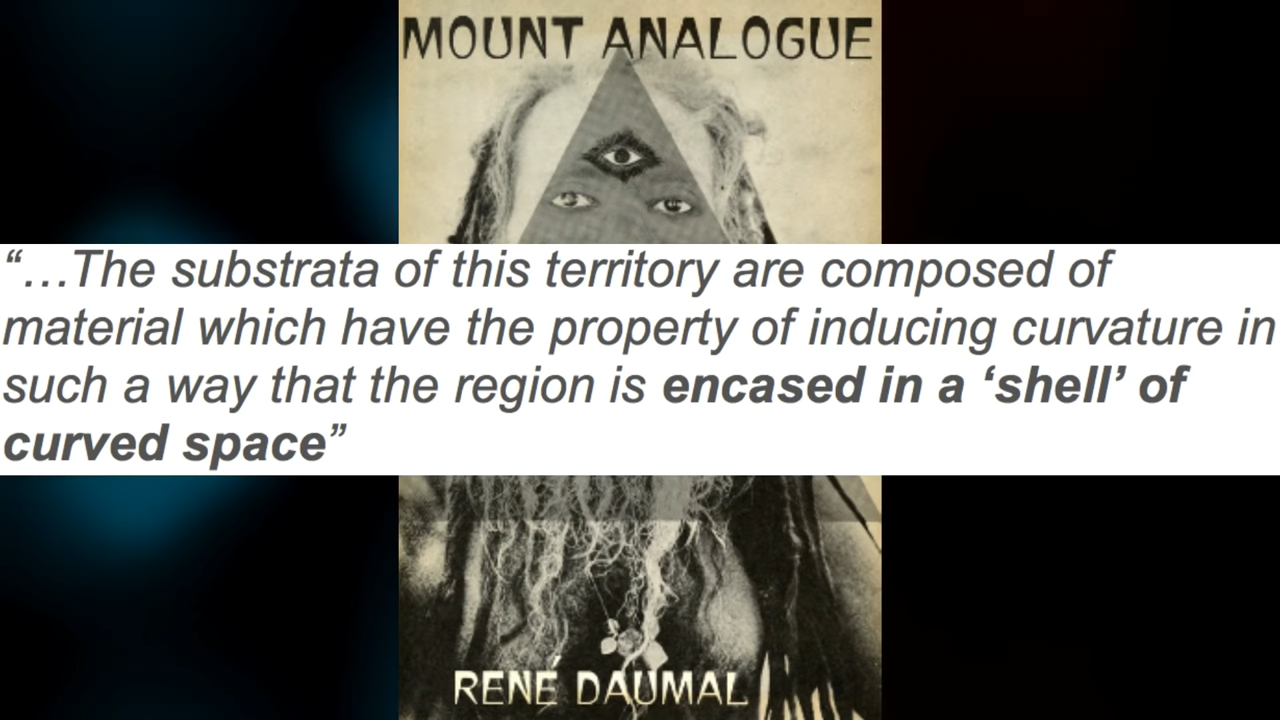 MOUNT ANALOGUE
“…The substrata of this territory are composed of
material which have the property of inducing curvature in
such a way that the region is encased in a ‘shell’ of
curved space”
RENÉ DAUMAL